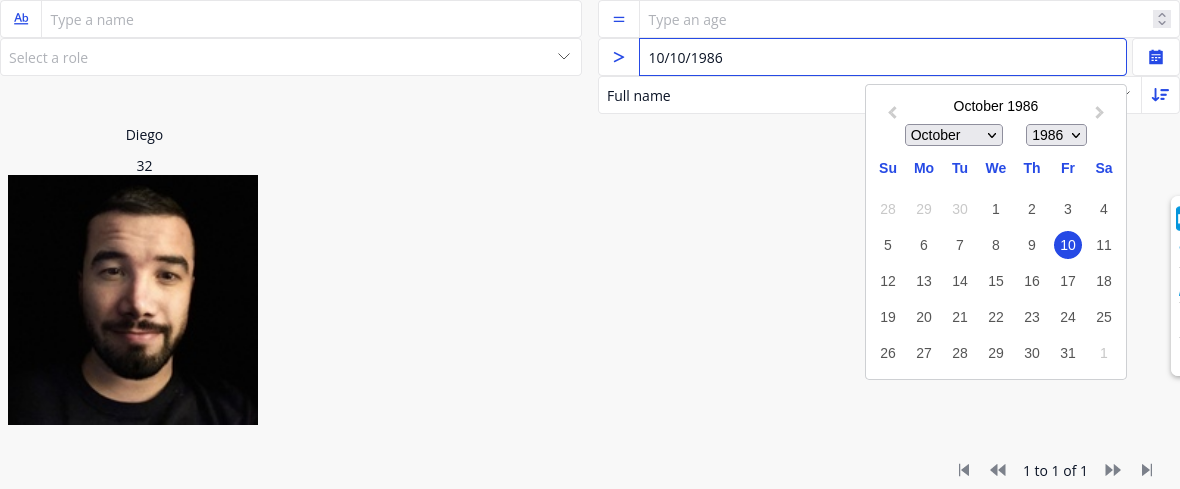 Ab Type a name
= Type an age
Select a role
> 10/10/1986
Full name
October 1986
October 1986
Su Mo Tu We Th Fr Sa
28 29 30 1 2 3 4
5 6 7 8 9 10 11
12 13 14 15 16 17 18
19 20 21 22 23 24 25
26 27 28 29 30 31 1
Diego
32
1 to 1 of 1